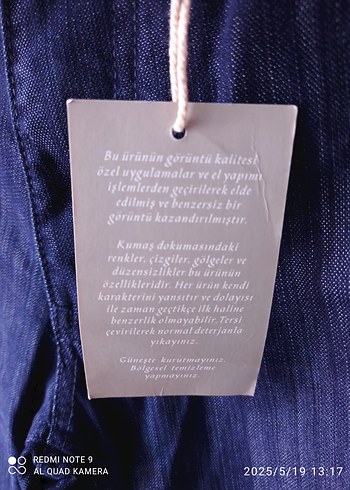 Bu ürünün görüntü kalitesi
özel uygulamalar ve el yapımı
işlemlerden geçirilerek elde
edilmiş ve benzersiz bir
görüntü kazandırılmıştır.
Kumaş dokumasındaki
renkler, çizgiler, gölgeler ve
düzensizlikler bu ürünün
özellikleridir. Her ürün kendi
karakterini yansıtır ve dolayısı
ile zaman geçtikçe ilk haline
benzerlik olmayabilir. Tersi
çevirilerek normal deterjanla
yıkayınız.
Güneşte kurutmayınız.
Bölgesel temizleme
yapmayınız.
REDMI NOTE 9
AI QUAD KAMERA
2025/5/19 13:17